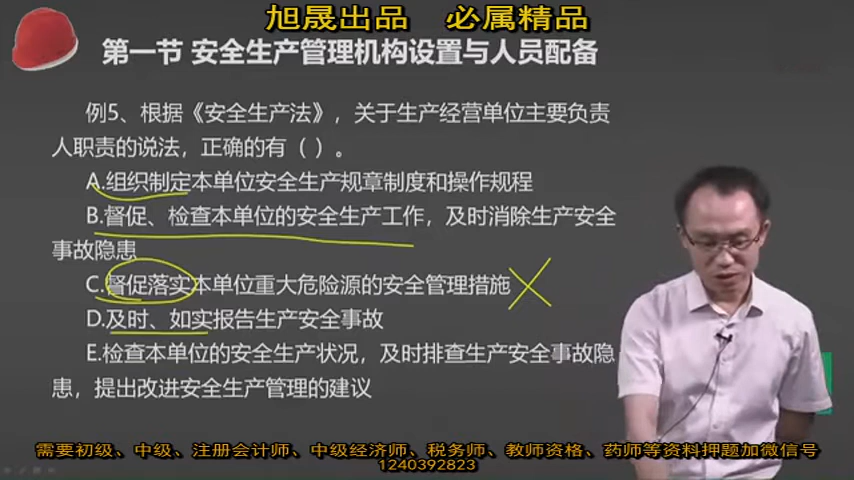 旭晟出品 必属精品
第一节 安全生产管理机构设置与人员配备
例5、根据《安全生产法》，关于生产经营单位主要负责
人职责的说法，正确的有（ ）。
A.组织制定本单位安全生产规章制度和操作规程
B.督促、检查本单位的安全生产工作，及时消除生产安全
事故隐患
C.督促落实本单位重大危险源的安全管理措施
D.及时、如实报告生产安全事故
E.检查本单位的安全生产状况，及时排查生产安全事故隐
患，提出改进安全生产管理的建议
需要初级、中级、注册会计师、中级经济师、税务师、教师资格、药师等资料押题加微信号
1240392823